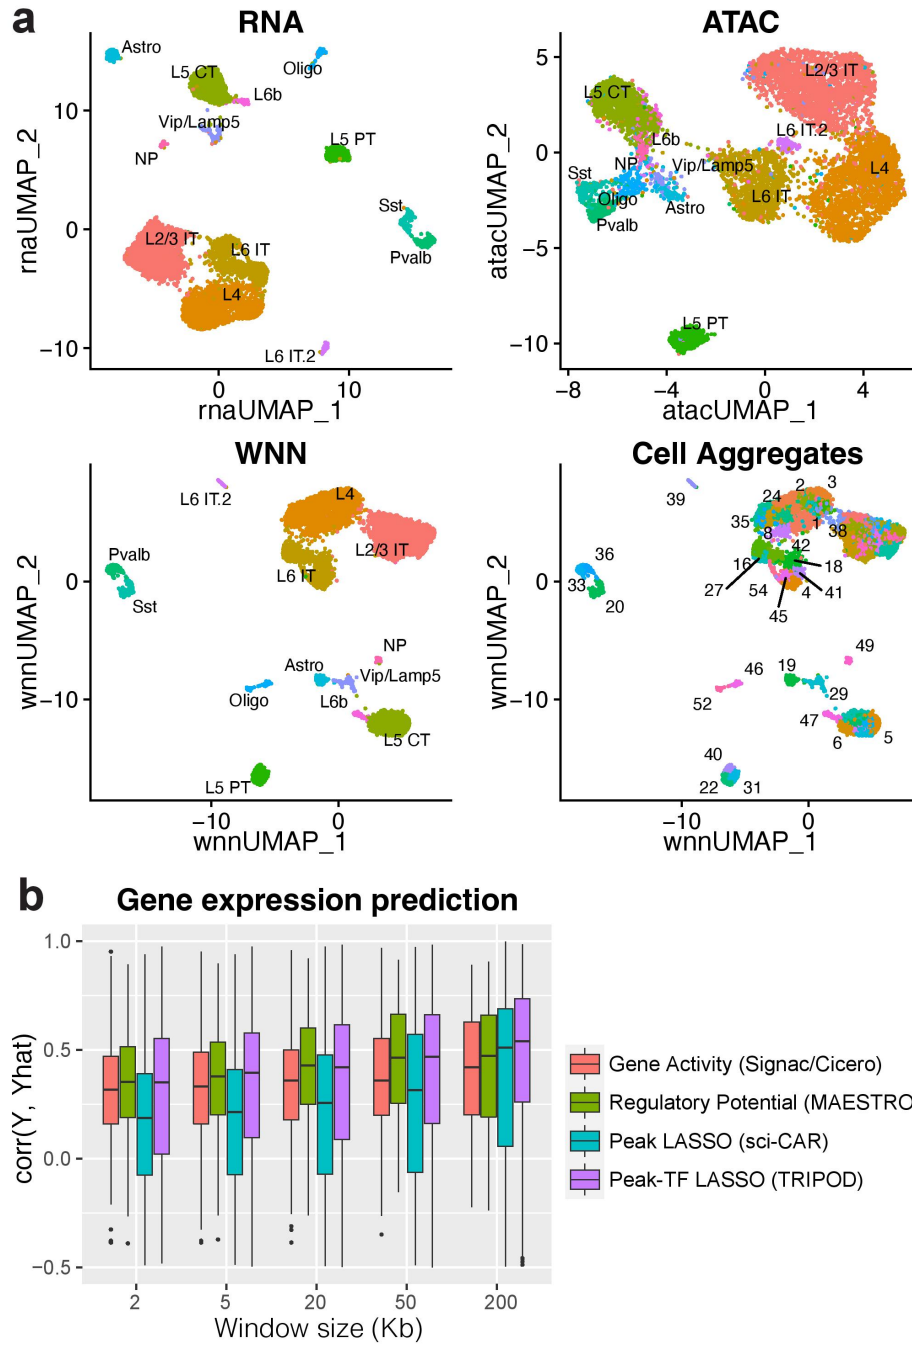 a
RNA
Astro
L5 CT
Oligo
L6b
Vip/Lamp5
NP
L5 PT
Sst
Pvalb
L2/3 IT
L6 IT
L4
L6 IT.2
10
0
−10
0
10
rnaUMAP_1
rnaUMAP_2
ATAC
L2/3 IT
L5 CT
L6 IT.2
L6b
NP
Vip/Lamp5
L4
Sst
Oligo
Astro
L6 IT
Pvalb
L5 PT
5
0
−5
−10
−8
−4
0
4
atacUMAP_1
atacUMAP_2
WNN
L6 IT.2
L4
L2/3 IT
L6 IT
Pvalb
Sst
NP
Astro
Vip/Lamp5
Oligo
L6b
L5 CT
L5 PT
0
−10
−10
0
wnnUMAP_1
wnnUMAP_2
Cell Aggregates
39
24
2
3
35
8
1
38
36
16
42
18
33
27
54
4
41
20
45
49
46
19
52
29
47
6
5
40
22
31
0
−10
−10
0
wnnUMAP_1
wnnUMAP_2
b
Gene expression prediction
1.0
0.5
0.0
−0.5
corr(Y, Yhat)
2
5
20
50
200
Window size (Kb)
Gene Activity (Signac/Cicero)
Regulatory Potential (MAESTRO
Peak LASSO (sci-CAR)
Peak-TF LASSO (TRIPOD)